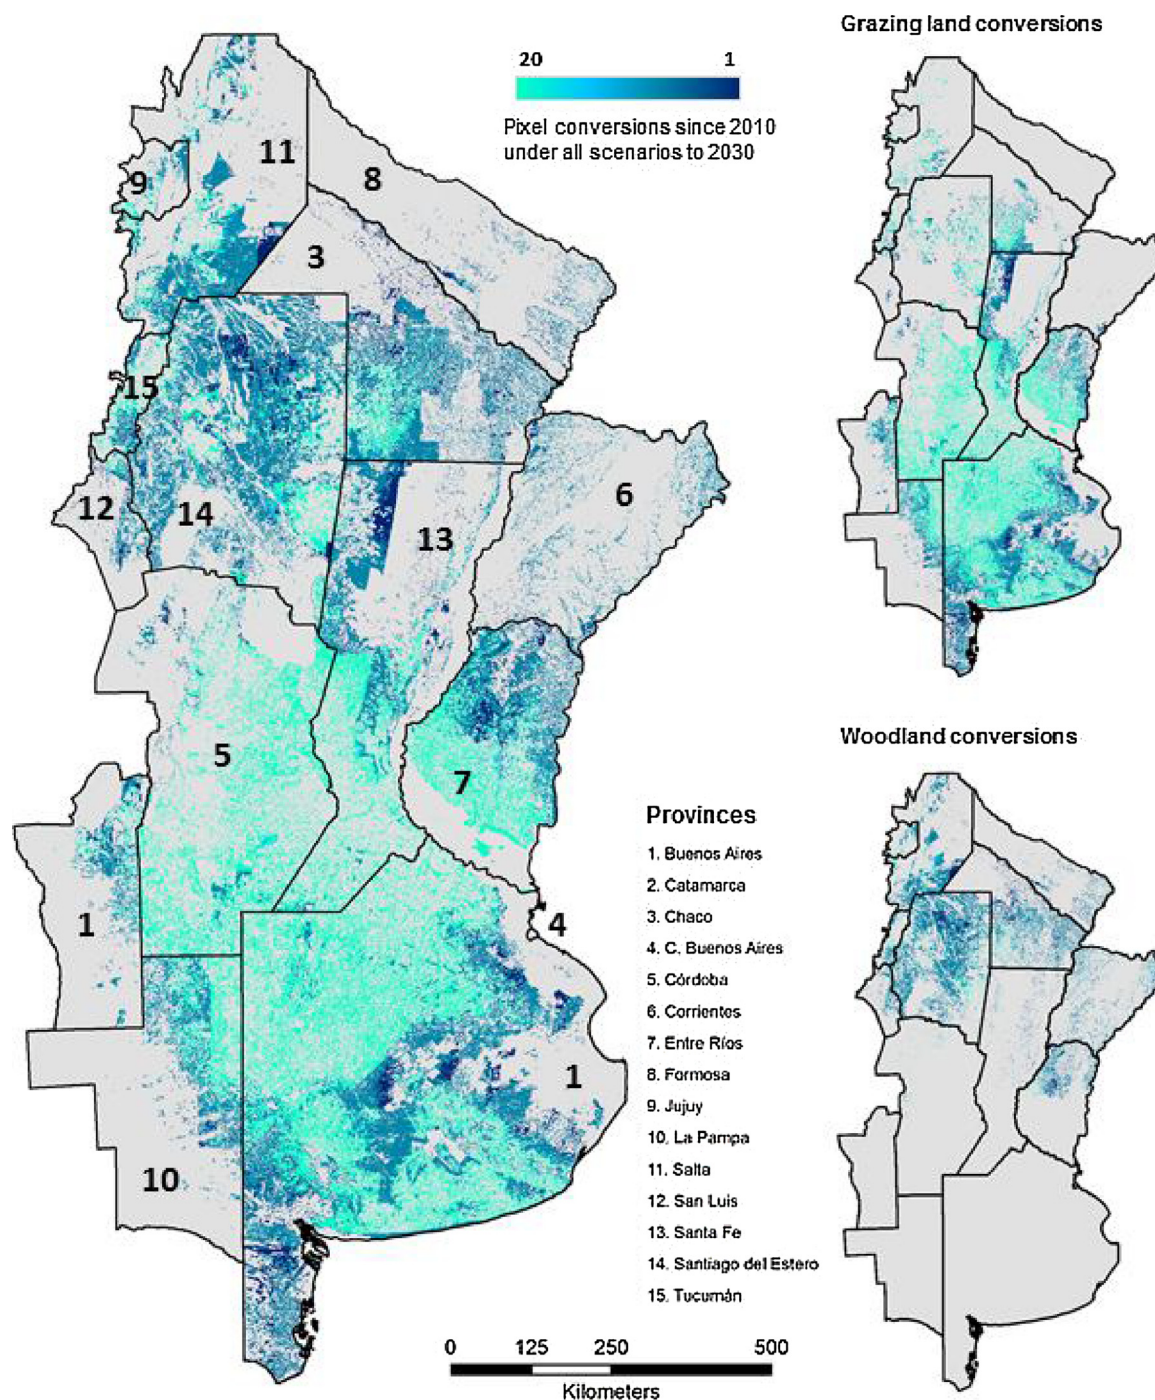 Grazing land conversions
20 1
Pixel conversions since 2010
under all scenarios to 2030
11
9
8
3
15
12
14
13
6
5
7
Woodland conversions
Provinces
1. Buenos Aires
2. Catamarca
3. Chaco
4. C. Buenos Aires
5. Córdoba
6. Corrientes
7. Entre Ríos
8. Formosa
9. Jujuy
10. La Pampa
11. Salta
12. San Luis
13. Santa Fe
14. Santiago del Estero
15. Tucumán
1
4
1
10
0 125 250 500
Kilometers